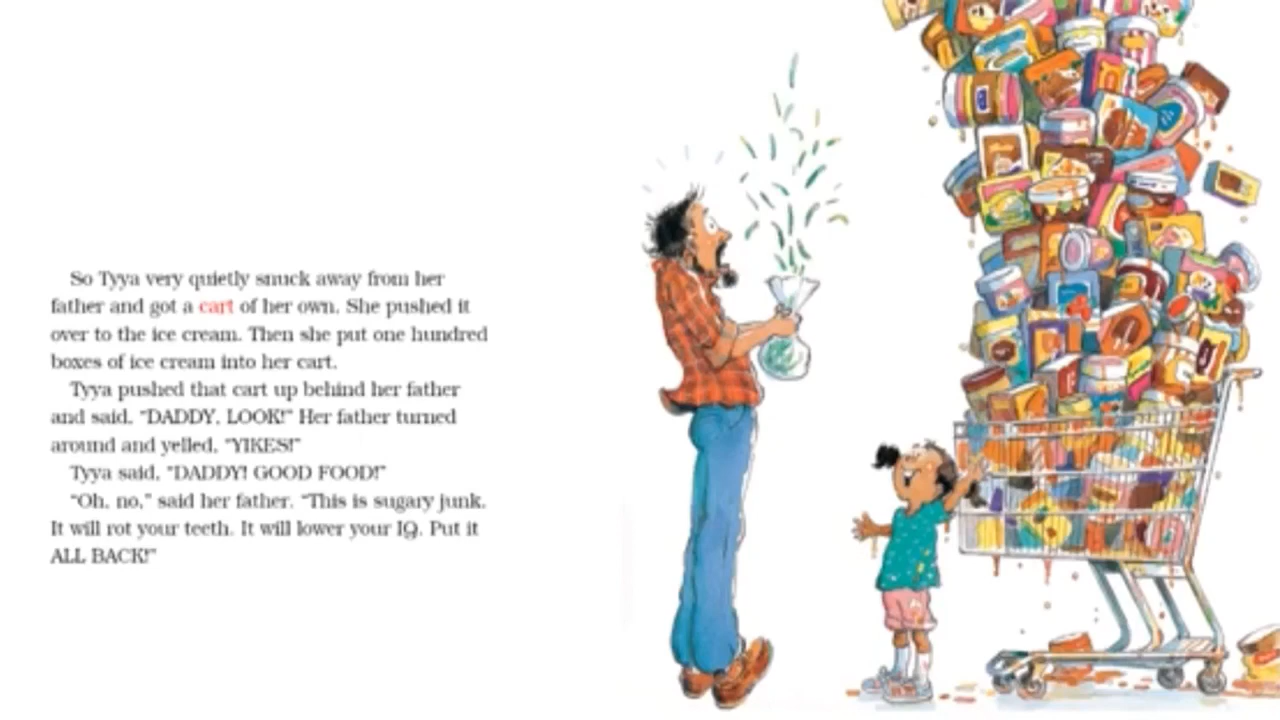 So Tyya very quietly snuck away from her
father and got a cart of her own. She pushed it
over to the ice cream. Then she put one hundred
boxes of ice cream into her cart.
Tyya pushed that cart up behind her father
and said, "DADDY, LOOK!" Her father turned
around and yelled, "YIKES!"
Tyya said, "DADDY! GOOD FOOD!"
"Oh, no," said her father. "This is sugary junk.
It will rot your teeth. It will lower your IQ. Put it
ALL BACK!"